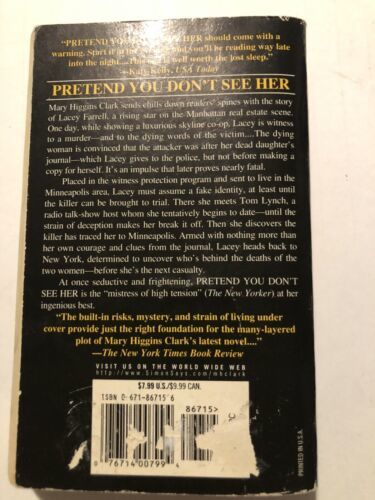 "PRETEND YOU DON'T SEE HER should come with a
warning. Start it at the and you'll be reading way late
into the night....This is well worth the lost sleep."
—Katy Kelly, USA Today
PRETEND YOU DON'T SEE HER
Mary Higgins Clark sends chills down readers' spines with the story
of Lacey Farrell, a rising star on the Manhattan real estate scene.
One day, while showing a luxurious skyline co-op, Lacey is witness
to a murder—and to the dying words of the victim....The dying
woman is convinced that the attacker was after her dead daughter's
journal—which Lacey gives to the police, but not before making a
copy for herself. It's an impulse that later proves nearly fatal.
Placed in the witness protection program and sent to live in the
Minneapolis area, Lacey must assume a fake identity, at least until
the killer can be brought to trial. There she meets Tom Lynch, a
radio talk-show host whom she tentatively begins to date—until the
strain of deception makes her break it off. Then she discovers the
killer has traced her to Minneapolis. Armed with nothing more than
her own courage and clues from the journal, Lacey heads back to
New York, determined to uncover who's behind the deaths of the
two women—before she's the next casualty.
At once seductive and frightening, PRETEND YOU DON'T
SEE HER is the "mistress of high tension" (The New Yorker) at her
ingenious best.
"The built-in risks, mystery, and strain of living under
cover provide just the right foundation for the many-layered
plot of Mary Higgins Clark's latest novel...."
—The New York Times Book Review
VISIT US ON THE WORLD WIDE WEB
http://www.SimonSays.com/mhclark
$7.99 U.S./$9.99 CAN.
ISBN 0-671-86715-6
86715>
0
76714 00799 4
PRINTED IN U.S.A.